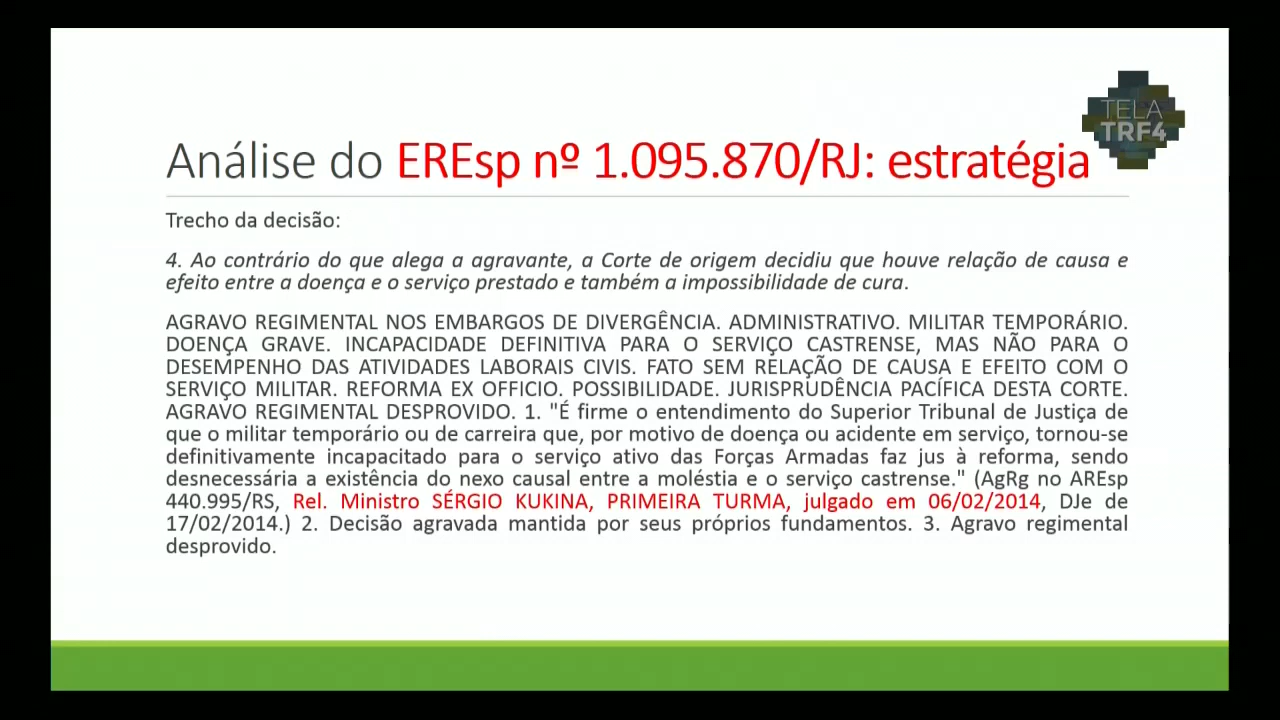 TELA
TRF4
Análise do EREsp nº 1.095.870/RJ: estratégia
Trecho da decisão:
4. Ao contrário do que alega a agravante, a Corte de origem decidiu que houve relação de causa e
efeito entre a doença e o serviço prestado e também a impossibilidade de cura.
AGRAVO REGIMENTAL NOS EMBARGOS DE DIVERGÊNCIA. ADMINISTRATIVO. MILITAR TEMPORÁRIO.
DOENÇA GRAVE. INCAPACIDADE DEFINITIVA PARA O SERVIÇO CASTRENSE, MAS NÃO PARA O
DESEMPENHO DAS ATIVIDADES LABORAIS CIVIS. FATO SEM RELAÇÃO DE CAUSA E EFEITO COM O
SERVIÇO MILITAR. REFORMA EX OFFICIO. POSSIBILIDADE. JURISPRUDÊNCIA PACÍFICA DESTA CORTE.
AGRAVO REGIMENTAL DESPROVIDO. 1. "É firme o entendimento do Superior Tribunal de Justiça de
que o militar temporário ou de carreira que, por motivo de doença ou acidente em serviço, tornou-se
definitivamente incapacitado para o serviço ativo das Forças Armadas faz jus à reforma, sendo
desnecessária a existência do nexo causal entre a moléstia e o serviço castrense." (AgRg no AREsp
440.995/RS, Rel. Ministro SÉRGIO KUKINA, PRIMEIRA TURMA, julgado em 06/02/2014, DJe de
17/02/2014.) 2. Decisão agravada mantida por seus próprios fundamentos. 3. Agravo regimental
desprovido.